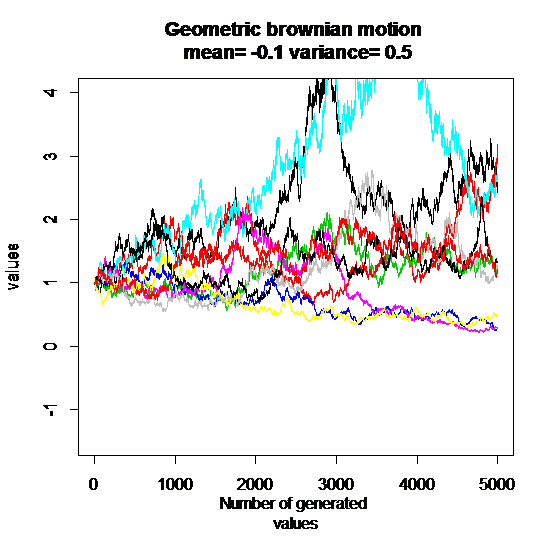 Geometric brownian motion
mean= -0.1 variance= 0.5
values
4
3
2
1
0
-1
0 1000 2000 3000 4000 5000
Number of generated
values